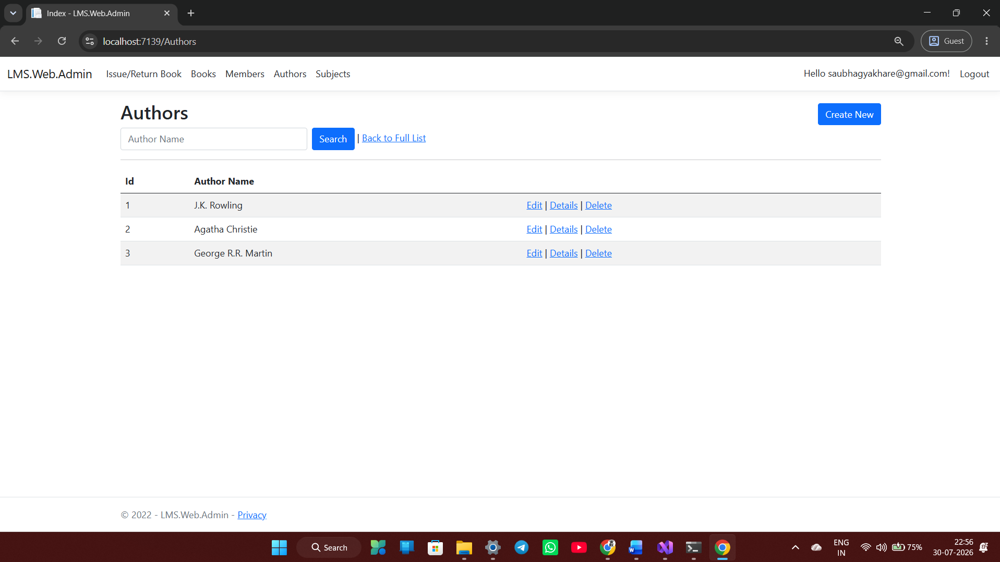 Index - LMS.Web.Admin
localhost:7139/Authors
Guest
LMS.Web.Admin Issue/Return Book Books Members Authors Subjects Hello saubhagyakhare@gmail.com! Logout
Authors
Create New
Author Name Search | Back to Full List
Id Author Name
1 J.K. Rowling Edit | Details | Delete
2 Agatha Christie Edit | Details | Delete
3 George R.R. Martin Edit | Details | Delete
© 2022 - LMS.Web.Admin - Privacy
Search
ENG
IN
75%
22:56
30-07-2026